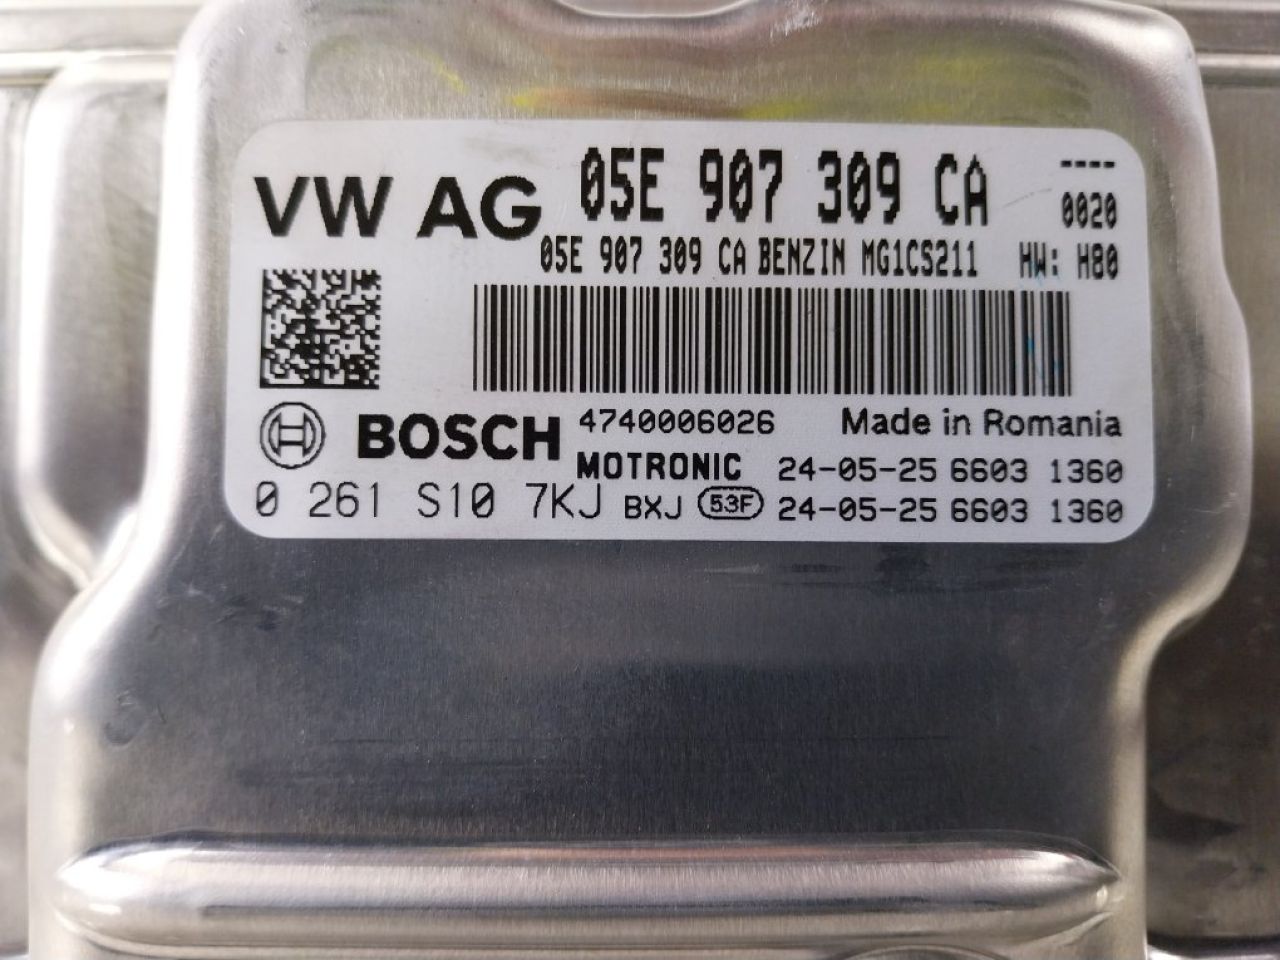 VW AG 05E 907 309 CA ----
0020
05E 907 309 CA BENZIN MG1CS211 HW: H80
BOSCH 4740006026 Made in Romania
MOTRONIC 24-05-25 6603 1360
0 261 S10 7KJ BXJ 53F 24-05-25 6603 1360